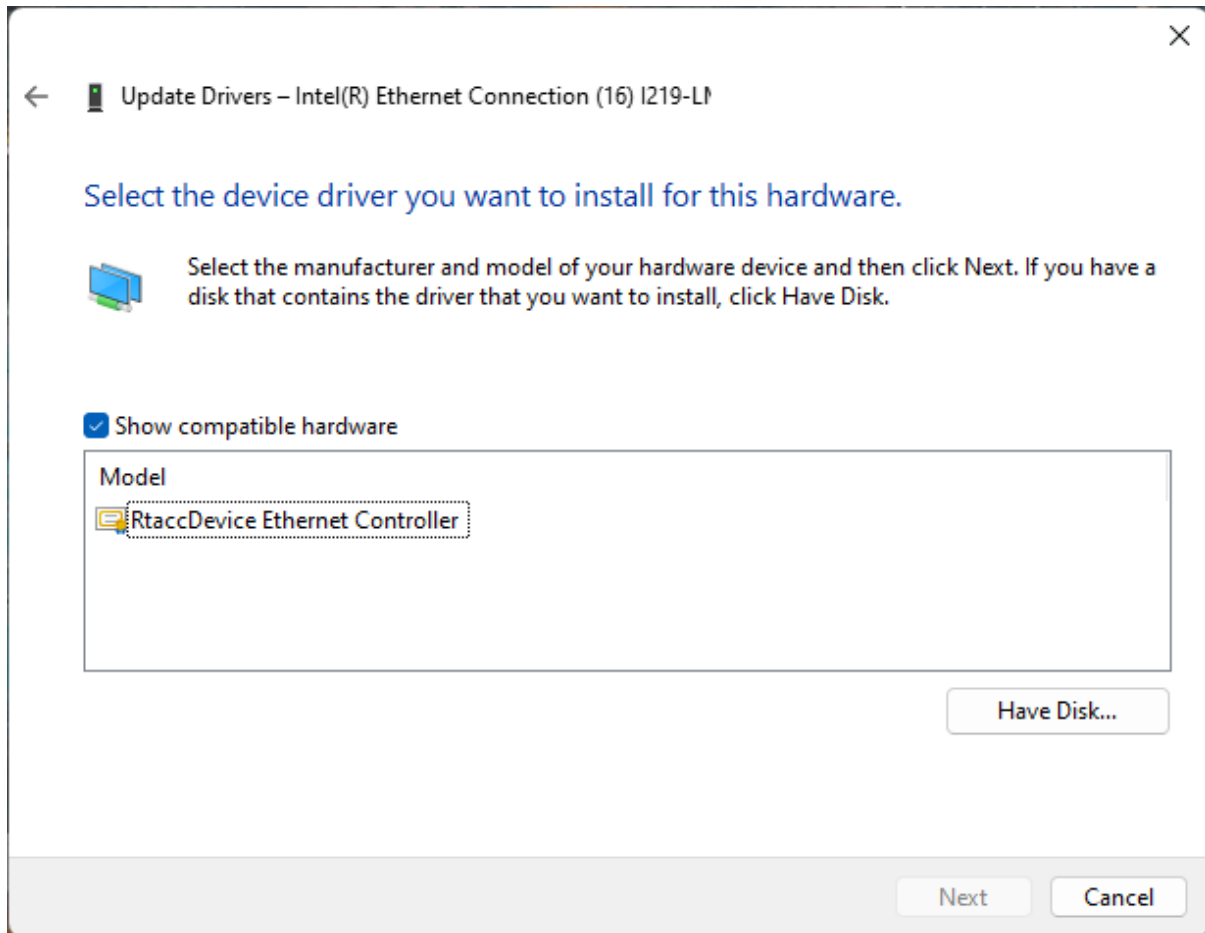 Update Drivers – Intel(R) Ethernet Connection (16) I219-LM
Select the device driver you want to install for this hardware.
Select the manufacturer and model of your hardware device and then click Next. If you have a
disk that contains the driver that you want to install, click Have Disk.
Show compatible hardware
Model
RtaccDevice Ethernet Controller
Have Disk...
Next
Cancel